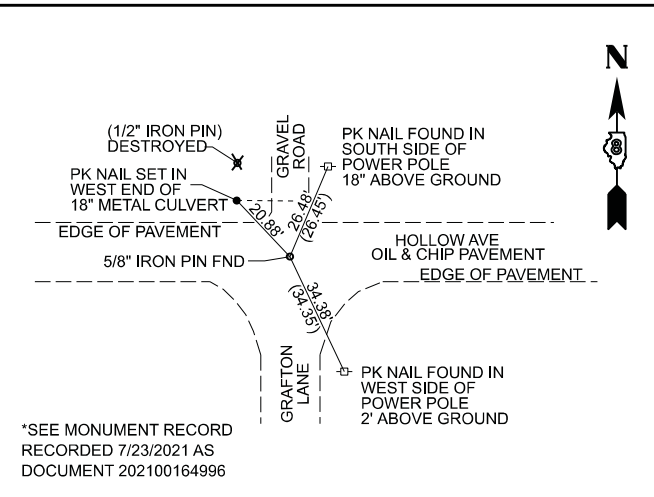 N
8
(1/2" IRON PIN)
DESTROYED
GRAVEL
ROAD
PK NAIL FOUND IN
SOUTH SIDE OF
POWER POLE
18" ABOVE GROUND
PK NAIL SET IN
WEST END OF
18" METAL CULVERT
20.88'
26.48'
(26.45')
EDGE OF PAVEMENT
HOLLOW AVE
OIL & CHIP PAVEMENT
EDGE OF PAVEMENT
5/8" IRON PIN FND
34.38'
(34.35')
GRAFTON
LANE
PK NAIL FOUND IN
WEST SIDE OF
POWER POLE
2' ABOVE GROUND
*SEE MONUMENT RECORD
RECORDED 7/23/2021 AS
DOCUMENT 202100164996